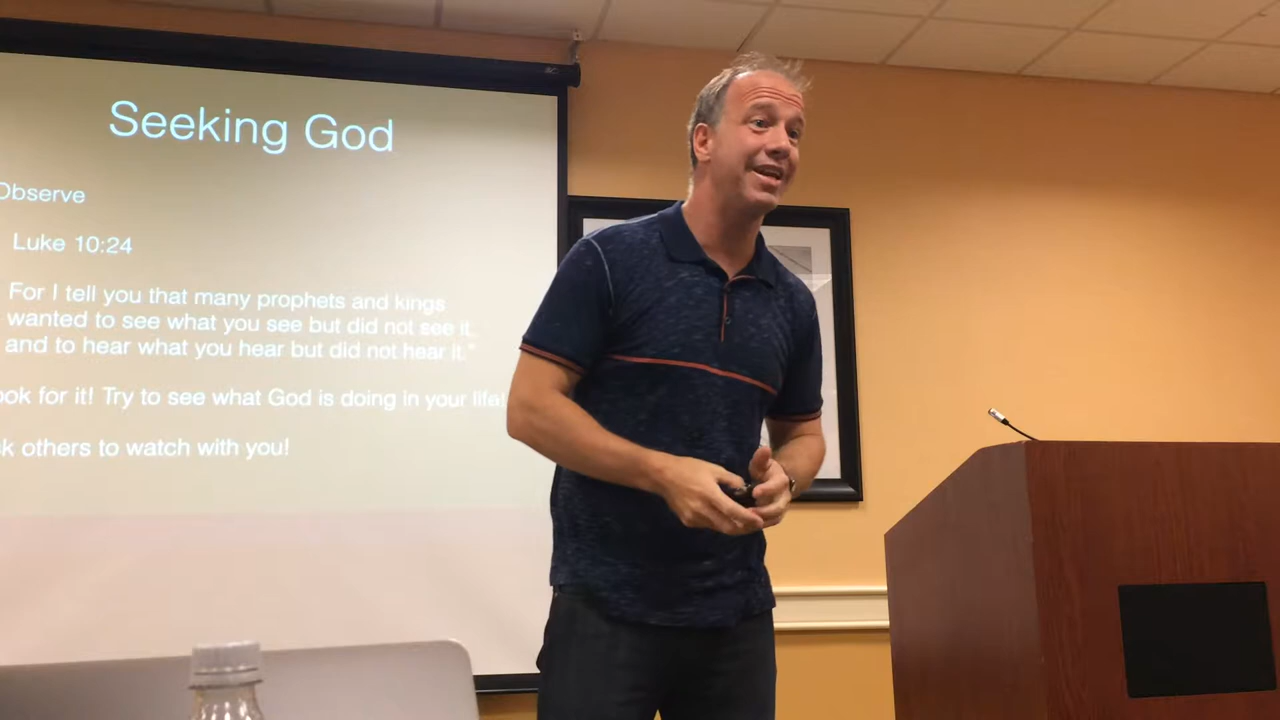 Seeking God
Observe
Luke 10:24
For I tell you that many prophets and kings
wanted to see what you see but did not see it,
and to hear what you hear but did not hear it."
ook for it! Try to see what God is doing in your life!
sk others to watch with you!